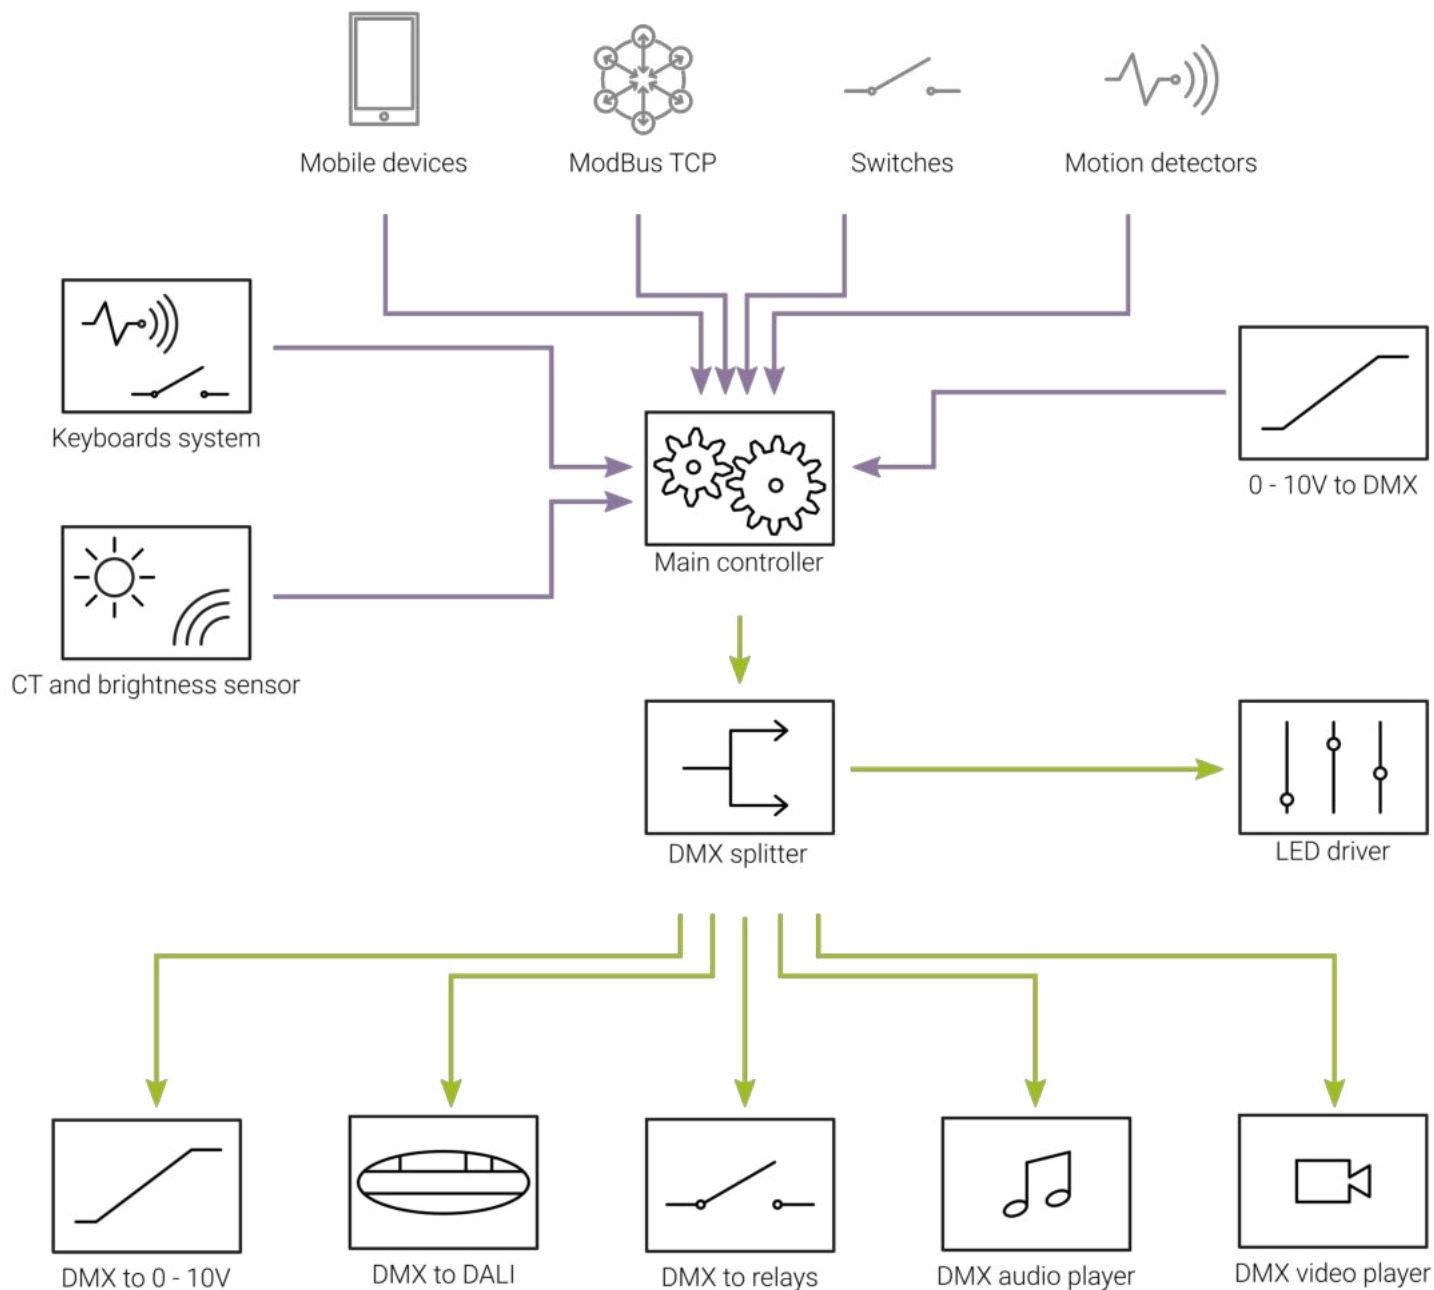 Mobile devices
ModBus TCP
Switches
Motion detectors
Keyboards system
0 - 10V to DMX
Main controller
CT and brightness sensor
DMX splitter
LED driver
DMX to 0 - 10V
DMX to DALI
DMX to relays
DMX audio player
DMX video player